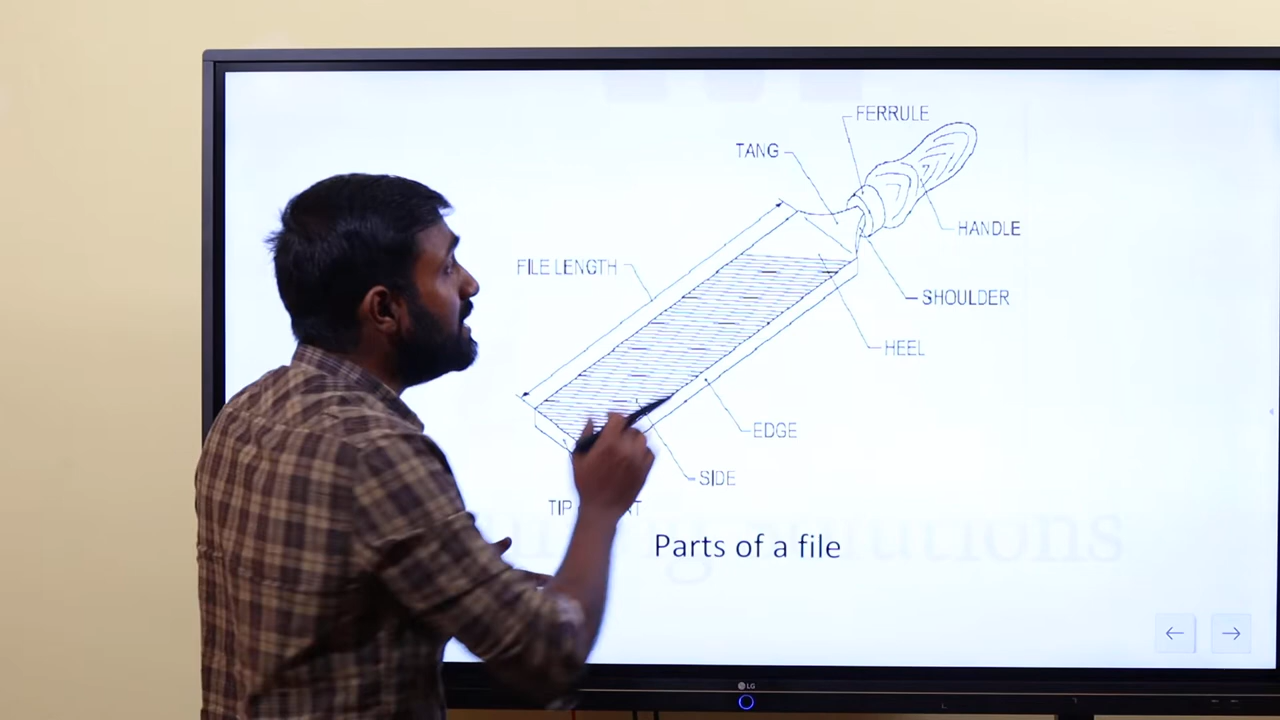 FERRULE
TANG
HANDLE
FILE LENGTH
SHOULDER
HEEL
EDGE
SIDE
TIP
Parts of a file
LG